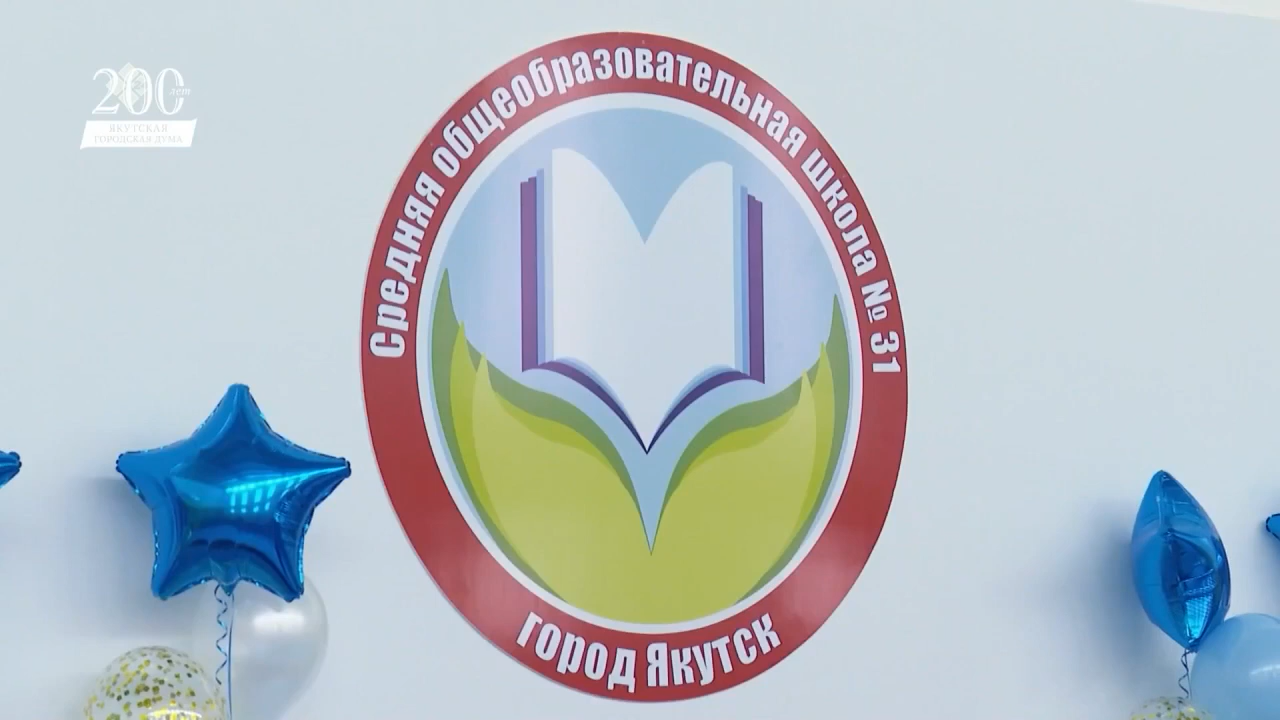 200 лет
ЯКУТСКАЯ
ГОРОДСКАЯ ДУМА
Средняя общеобразовательная школа № 31
город Якутск